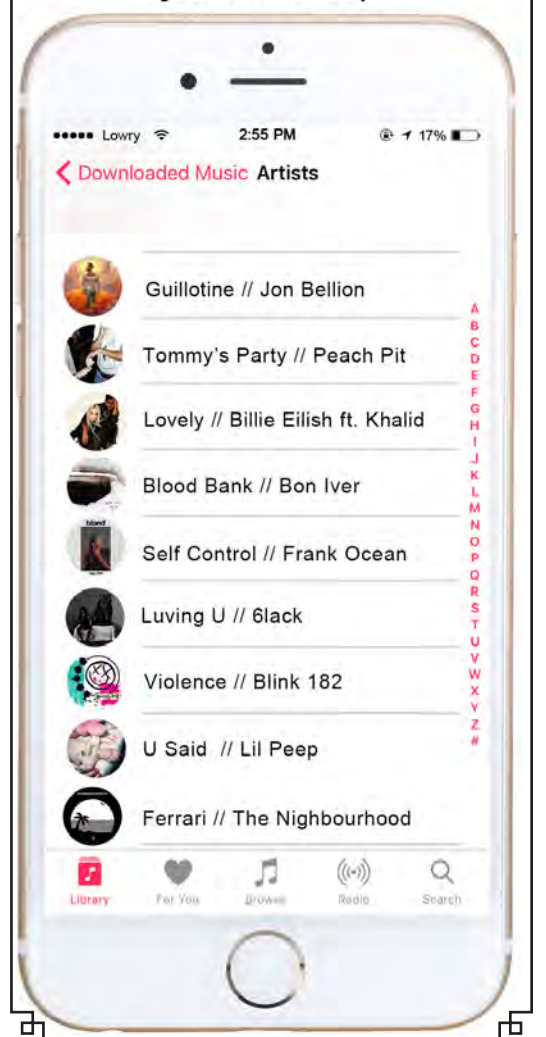 Lowry 2:55 PM 17%
Downloaded Music Artists
Guillotine // Jon Bellion
Tommy's Party // Peach Pit
Lovely // Billie Eilish ft. Khalid
Blood Bank // Bon Iver
bland
Self Control // Frank Ocean
Luving U // 6lack
Violence // Blink 182
U Said // Lil Peep
Ferrari // The Nighbourhood
A
B
C
D
E
F
G
H
I
J
K
L
M
N
O
P
Q
R
S
T
U
V
W
X
Y
Z
#
Library For You Browse Radio Search